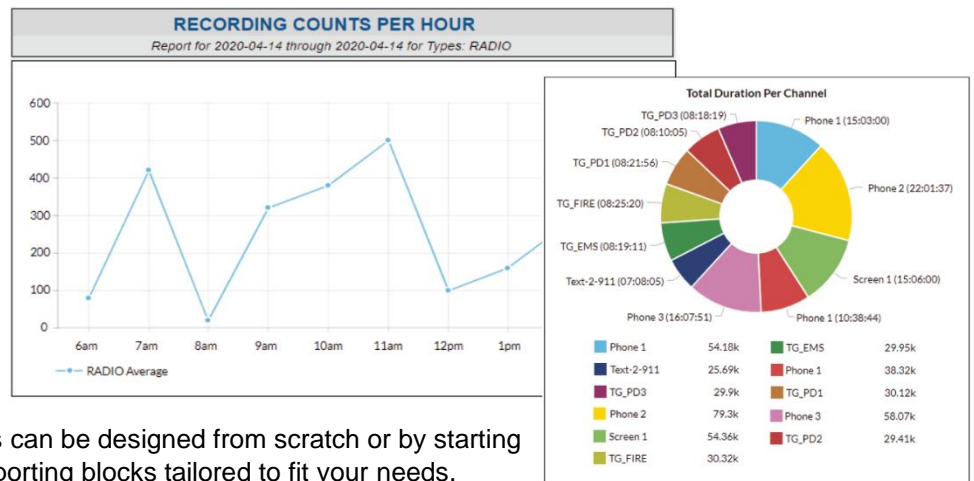 RECORDING COUNTS PER HOUR
Report for 2020-04-14 through 2020-04-14 for Types: RADIO
600
500
400
300
200
100
0
6am 7am 8am 9am 10am 11am 12pm 1pm
RADIO Average
Total Duration Per Channel
TG_PD3 (08:18:19)
Phone 1 (15:03:00)
TG_PD2 (08:10:05)
TG_PD1 (08:21:56)
Phone 2 (22:01:37)
TG_FIRE (08:25:20)
TG_EMS (08:19:11)
Text-2-911 (07:08:05)
Screen 1 (15:06:00)
Phone 3 (16:07:51)
Phone 1 (10:38:44)
Phone 1 54.18k TG_EMS 29.95k
Text-2-911 25.69k Phone 1 38.32k
TG_PD3 29.9k TG_PD1 30.12k
Phone 2 79.3k Phone 3 58.07k
Screen 1 54.36k TG_PD2 29.41k
TG_FIRE 30.32k
can be designed from scratch or by starting
blocks tailored to fit your needs.